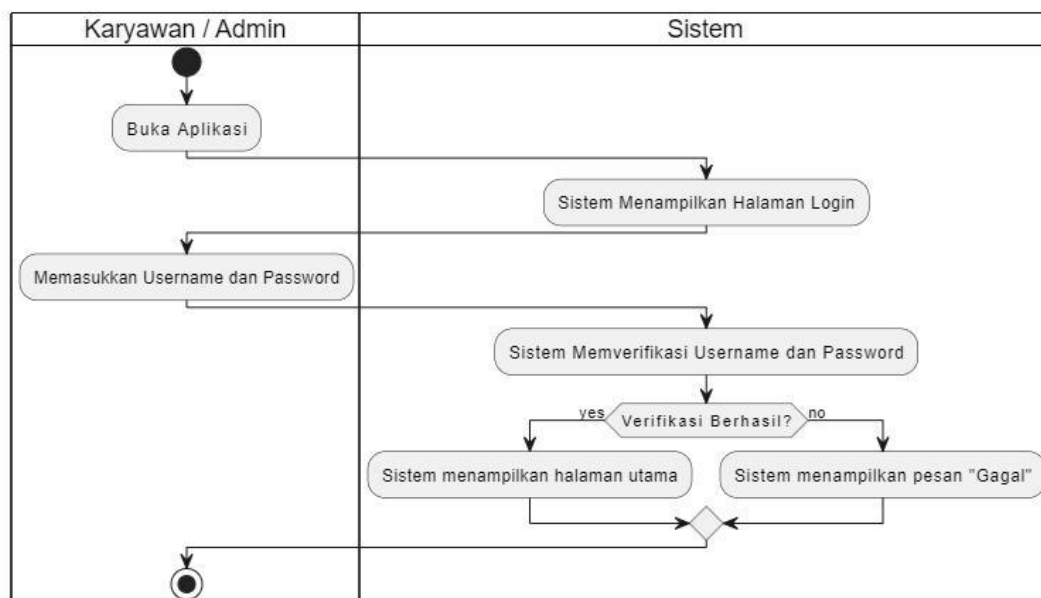 Karyawan / Admin
Sistem
Buka Aplikasi
Sistem Menampilkan Halaman Login
Memasukkan Username dan Password
Sistem Memverifikasi Username dan Password
yes
Verifikasi Berhasil?
no
Sistem menampilkan halaman utama
Sistem menampilkan pesan "Gagal"